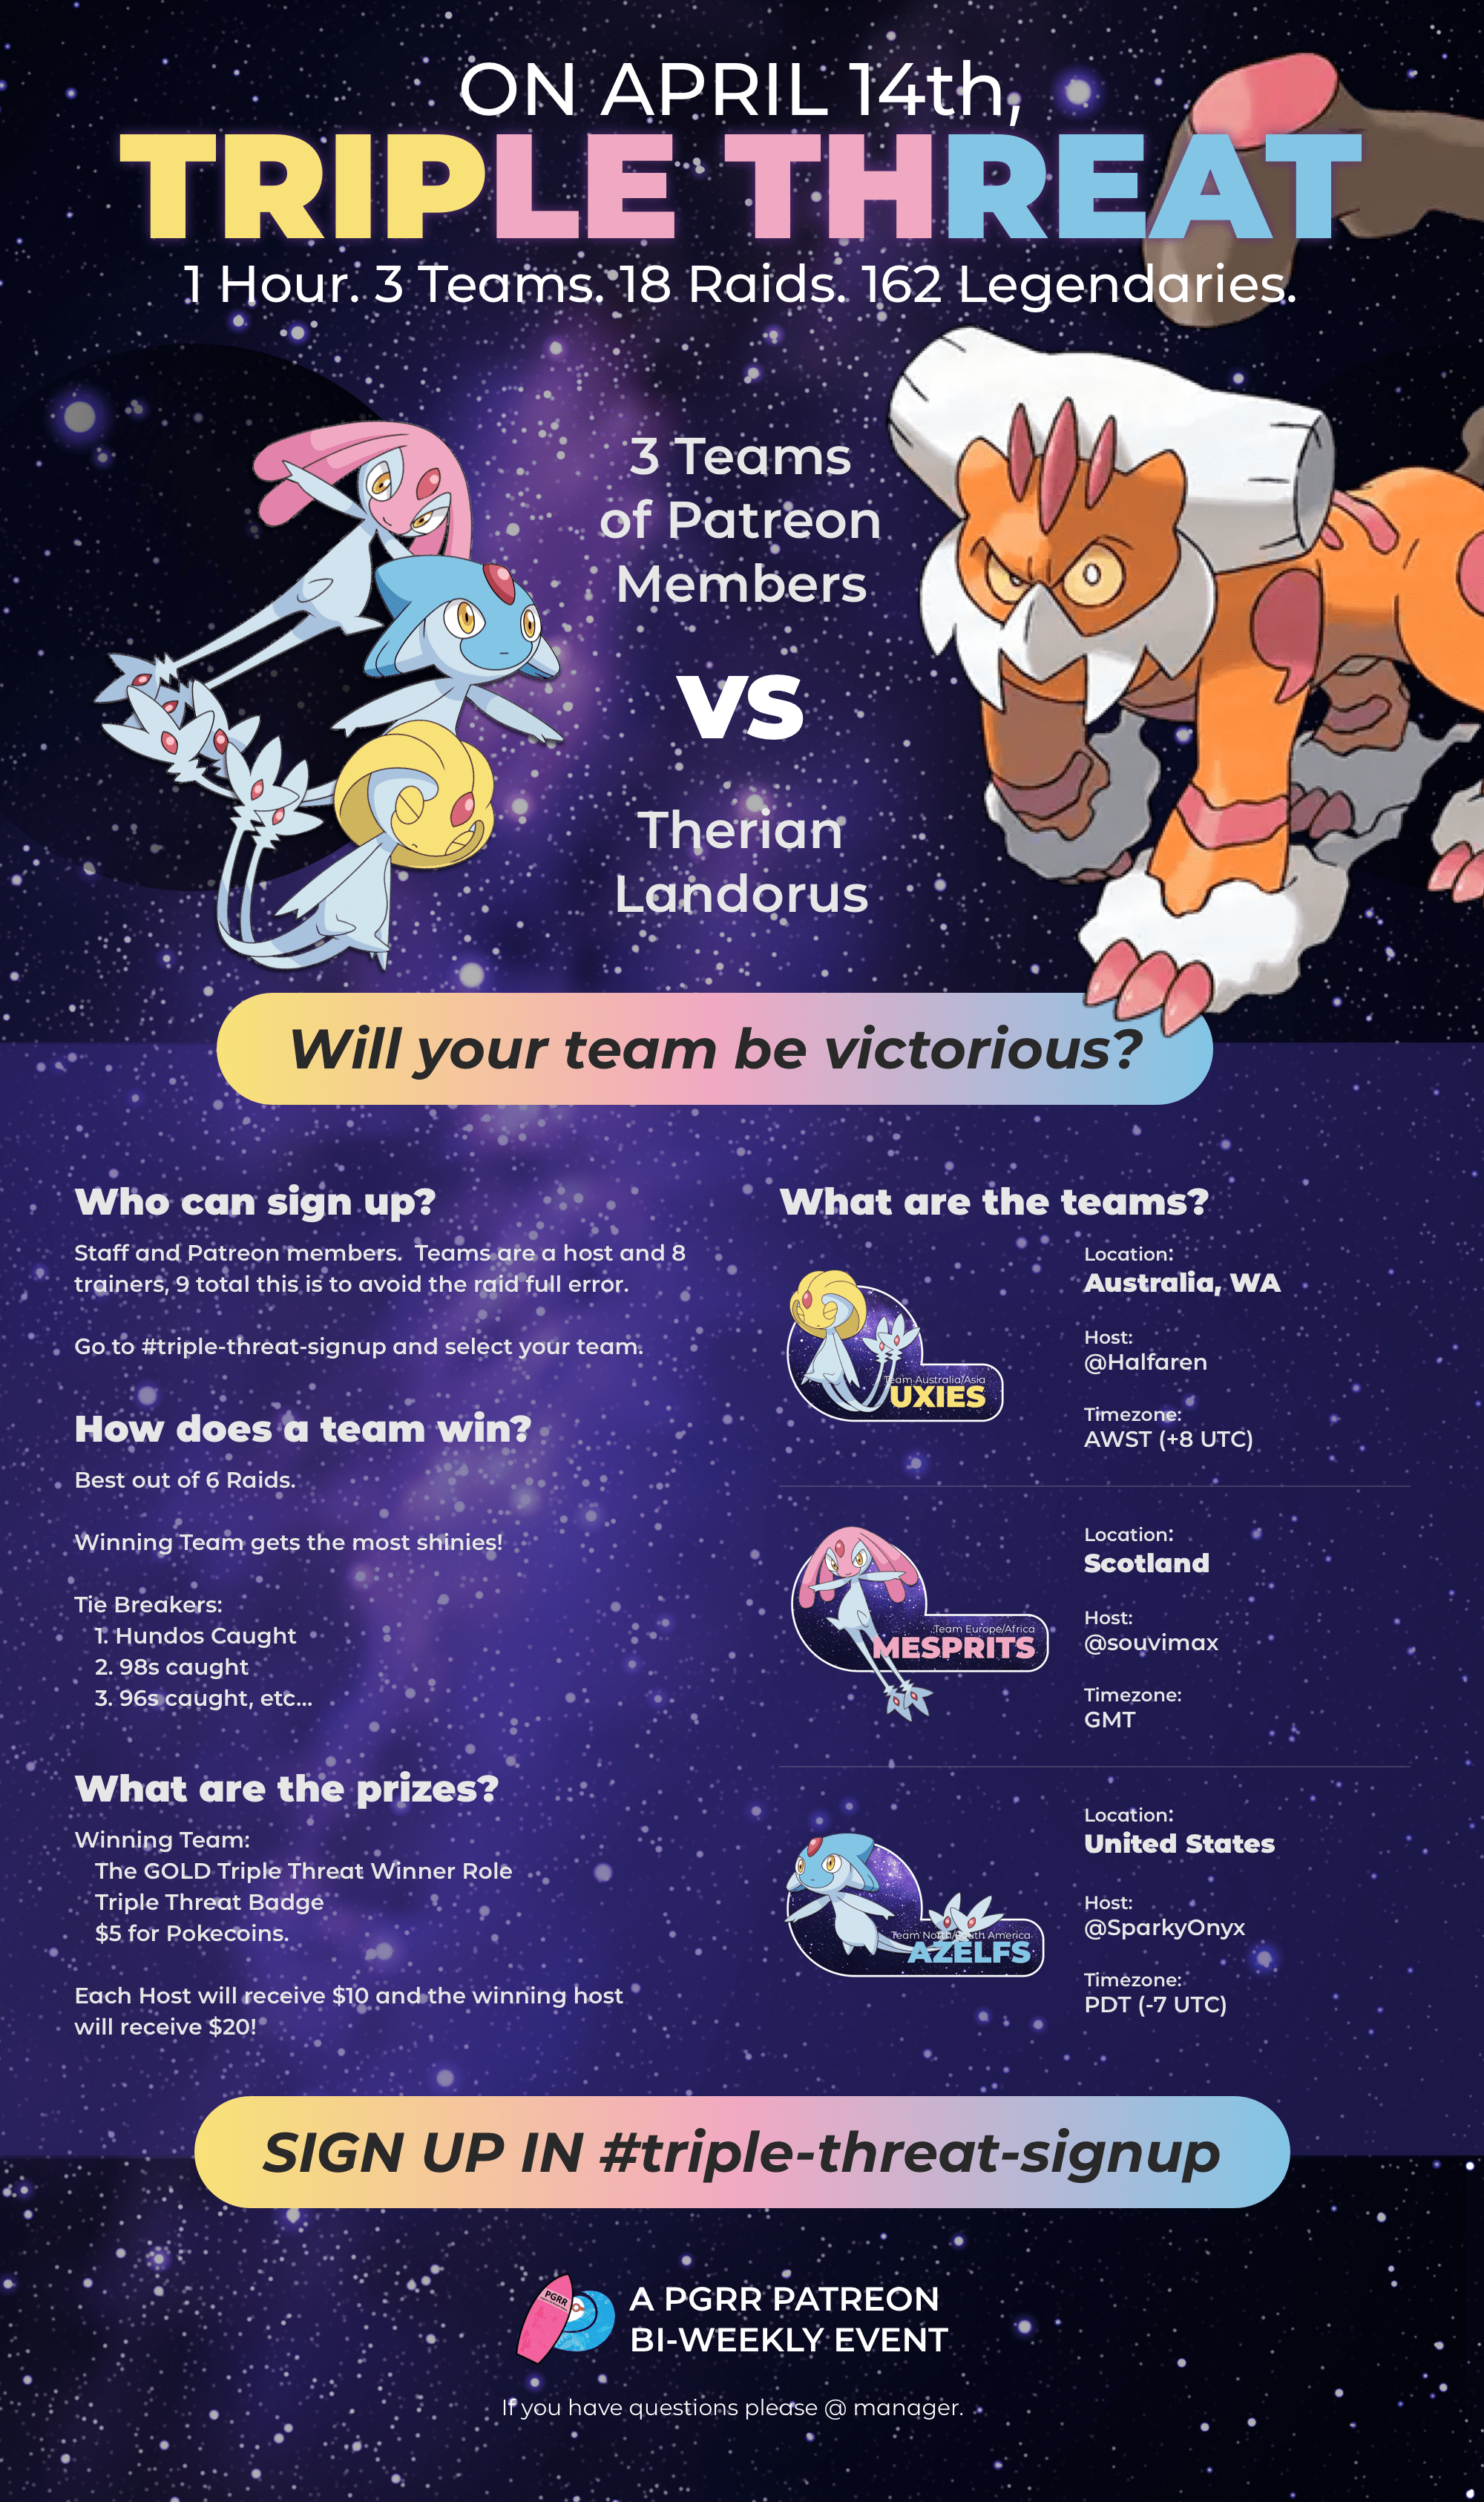 ON APRIL 14th,
TRIPLE THREAT
1 Hour. 3 Teams. 18 Raids. 162 Legendaries.
3 Teams
of Patreon
Members
VS
Therian
Landorus
Will your team be victorious?
Who can sign up?
Staff and Patreon members.  Teams are a host and 8
trainers, 9 total this is to avoid the raid full error.
Go to #triple-threat-signup and select your team.
How does a team win?
Best out of 6 Raids.
Winning Team gets the most shinies!
Tie Breakers:
1. Hundos Caught
2. 98s caught
3. 96s caught, etc...
What are the prizes?
Winning Team:
The GOLD Triple Threat Winner Role
Triple Threat Badge
$5 for Pokecoins.
Each Host will receive $10 and the winning host
will receive $20!
What are the teams?
Team Australia/Asia
UXIES
Location:
Australia, WA
Host:
@Halfaren
Timezone:
AWST (+8 UTC)
Team Europe/Africa
MESPRITS
Location:
Scotland
Host:
@souvimax
Timezone:
GMT
Team North/South America
AZELFS
Location:
United States
Host:
@SparkyOnyx
Timezone:
PDT (-7 UTC)
SIGN UP IN #triple-threat-signup
PGRR
A PGRR PATREON
BI-WEEKLY EVENT
If you have questions please @ manager.